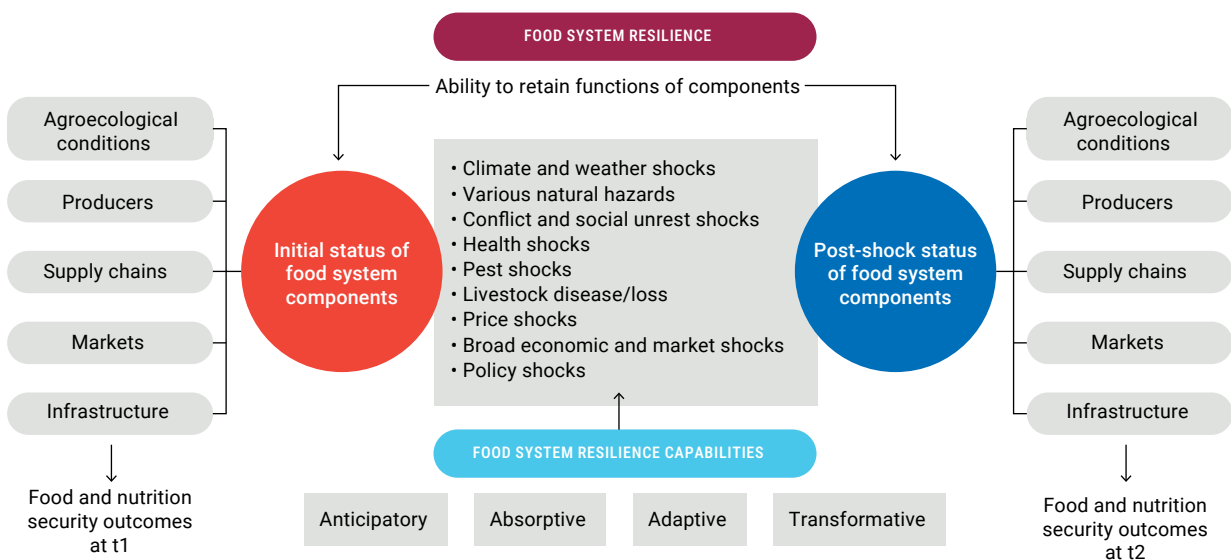 FOOD SYSTEM RESILIENCE
Ability to retain functions of components
Agroecological
conditions
Producers
Supply chains
Markets
Infrastructure
Food and nutrition
security outcomes
at t1
Initial status of
food system
components
• Climate and weather shocks
• Various natural hazards
• Conflict and social unrest shocks
• Health shocks
• Pest shocks
• Livestock disease/loss
• Price shocks
• Broad economic and market shocks
• Policy shocks
Post-shock status
of food system
components
Agroecological
conditions
Producers
Supply chains
Markets
Infrastructure
Food and nutrition
security outcomes
at t2
FOOD SYSTEM RESILIENCE CAPABILITIES
Anticipatory
Absorptive
Adaptive
Transformative